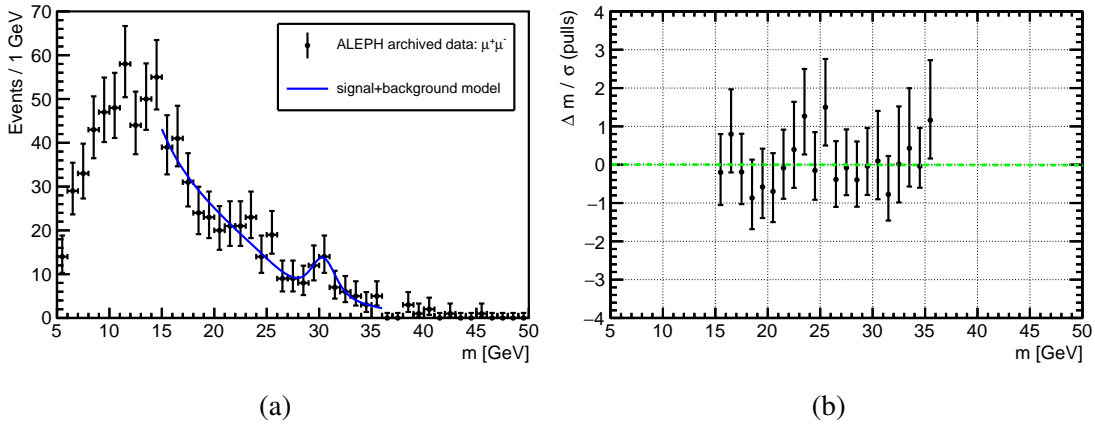 Events / 1 GeV
70
60
50
40
30
20
10
0
ALEPH archived data: μ⁺μ⁻
signal+background model
5 10 15 20 25 30 35 40 45 50
m [GeV]
(a)
Δ m / σ (pulls)
4
3
2
1
0
−1
−2
−3
−4
5 10 15 20 25 30 35 40 45 50
m [GeV]
(b)